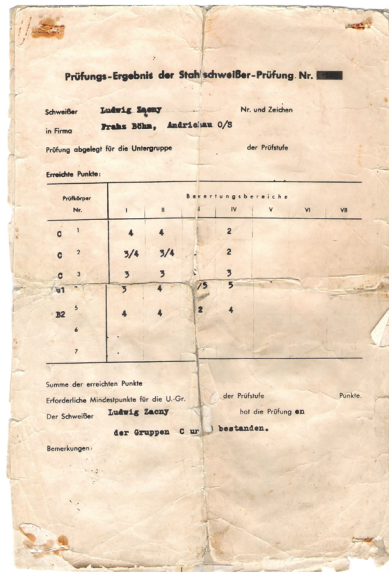 Prüfungs-Ergebnis der Stahlschweißer-Prüfung Nr.
Schweißer Ludwig Zacny Nr. und Zeichen
in Firma Franz Böhm, Andrichau O/S
Prüfung abgelegt für die Untergruppe der Prüfstufe
Erreichte Punkte:
Prüfkörper Nr. Bewertungsbereiche
I II IV V VI VII
C 1 4 4 2
C 2 3/4 3/4 2
C 3 3 3 3
B1 3 4 /5 5
B2 5 4 4 2 4
6
7
Summe der erreichten Punkte
Erforderliche Mindestpunkte für die U.-Gr. der Prüfstufe Punkte.
Der Schweißer Ludwig Zacny hat die Prüfung en
der Gruppen C bestanden.
Bemerkungen: